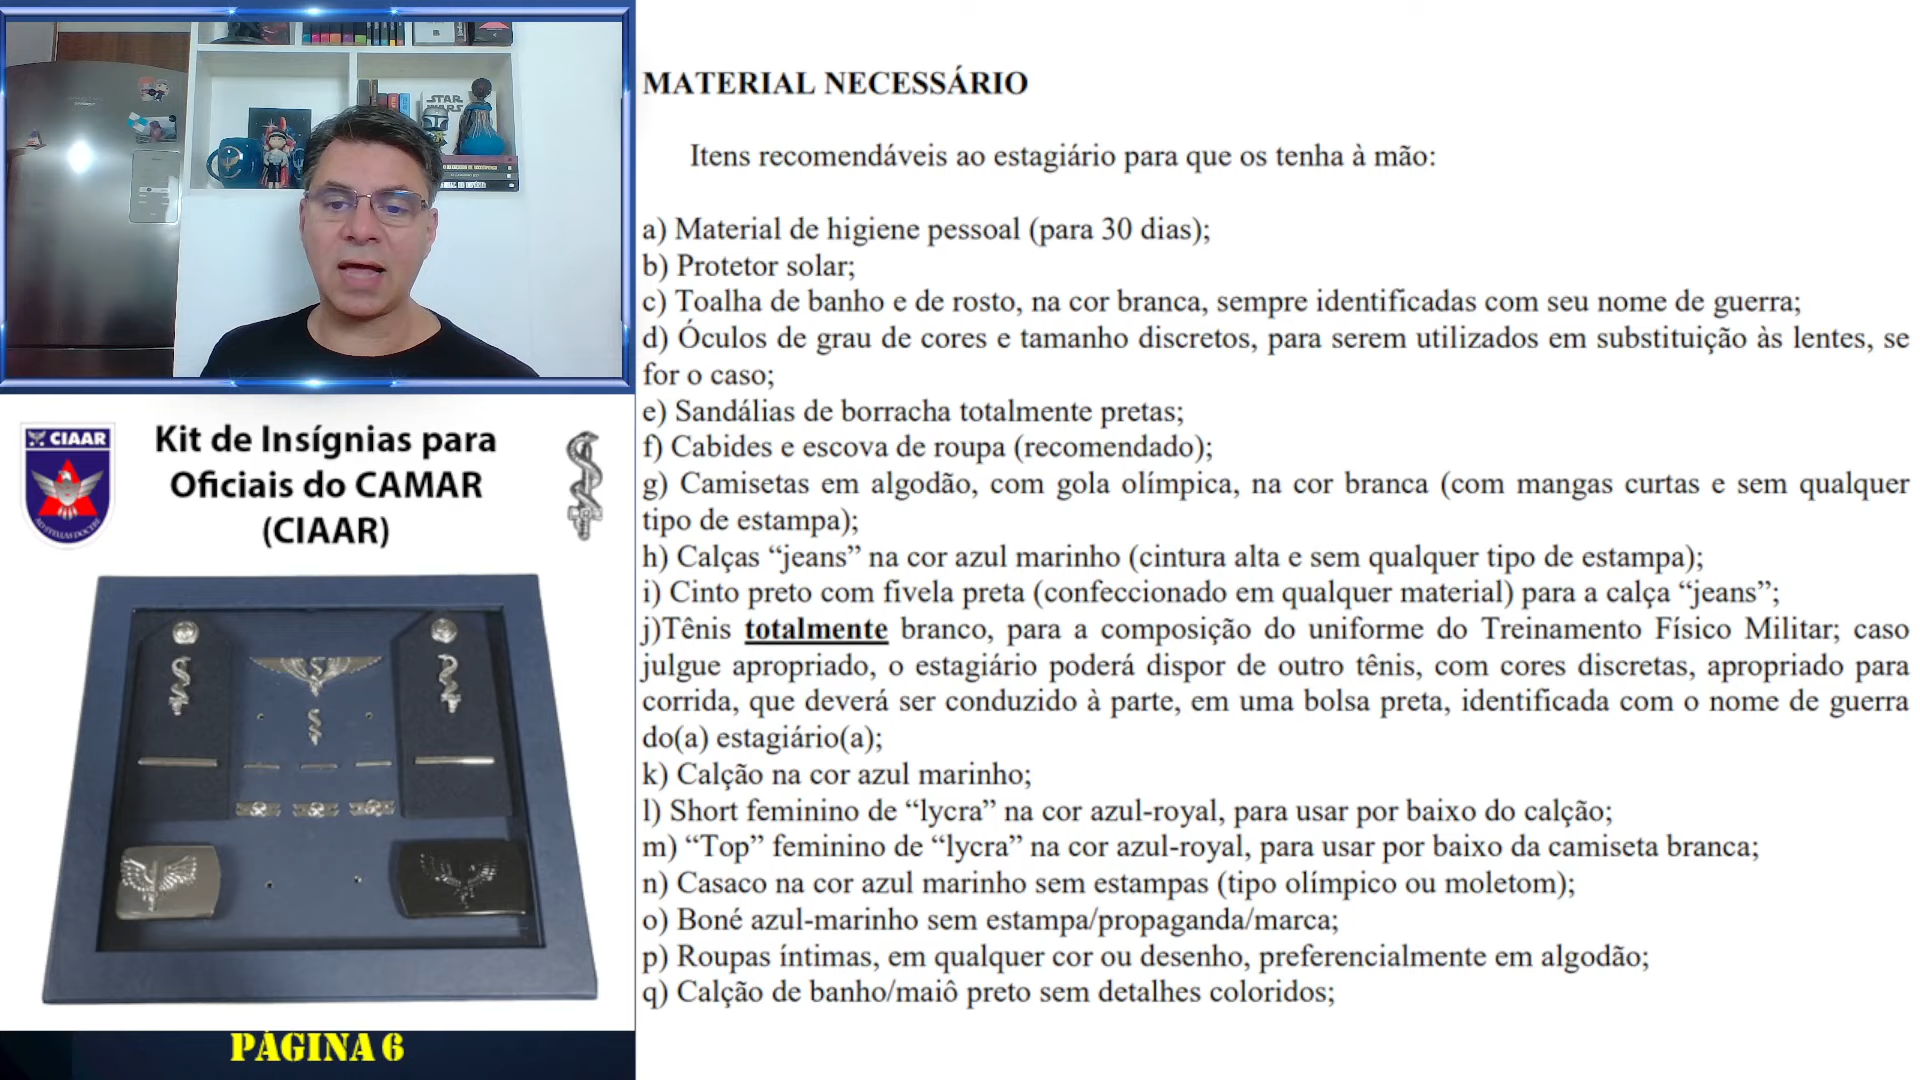 STAR
WARS
CIAAR
AD STELLAS DOCERE
Kit de Insígnias para
Oficiais do CAMAR
(CIAAR)
PÁGINA 6
MATERIAL NECESSÁRIO
Itens recomendáveis ao estagiário para que os tenha à mão:
a) Material de higiene pessoal (para 30 dias);
b) Protetor solar;
c) Toalha de banho e de rosto, na cor branca, sempre identificadas com seu nome de guerra;
d) Óculos de grau de cores e tamanho discretos, para serem utilizados em substituição às lentes, se
for o caso;
e) Sandálias de borracha totalmente pretas;
f) Cabides e escova de roupa (recomendado);
g) Camisetas em algodão, com gola olímpica, na cor branca (com mangas curtas e sem qualquer
tipo de estampa);
h) Calças “jeans” na cor azul marinho (cintura alta e sem qualquer tipo de estampa);
i) Cinto preto com fivela preta (confeccionado em qualquer material) para a calça “jeans”;
j)Tênis totalmente branco, para a composição do uniforme do Treinamento Físico Militar; caso
julgue apropriado, o estagiário poderá dispor de outro tênis, com cores discretas, apropriado para
corrida, que deverá ser conduzido à parte, em uma bolsa preta, identificada com o nome de guerra
do(a) estagiário(a);
k) Calção na cor azul marinho;
l) Short feminino de “lycra” na cor azul-royal, para usar por baixo do calção;
m) “Top” feminino de “lycra” na cor azul-royal, para usar por baixo da camiseta branca;
n) Casaco na cor azul marinho sem estampas (tipo olímpico ou moletom);
o) Boné azul-marinho sem estampa/propaganda/marca;
p) Roupas íntimas, em qualquer cor ou desenho, preferencialmente em algodão;
q) Calção de banho/maiô preto sem detalhes coloridos;